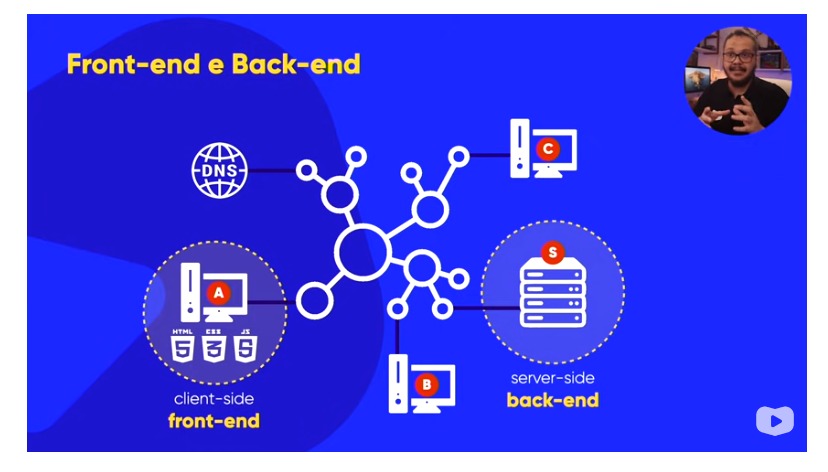 Front-end e Back-end
DNS
C
S
A
HTML CSS JS
5 3 5
B
client-side
front-end
server-side
back-end